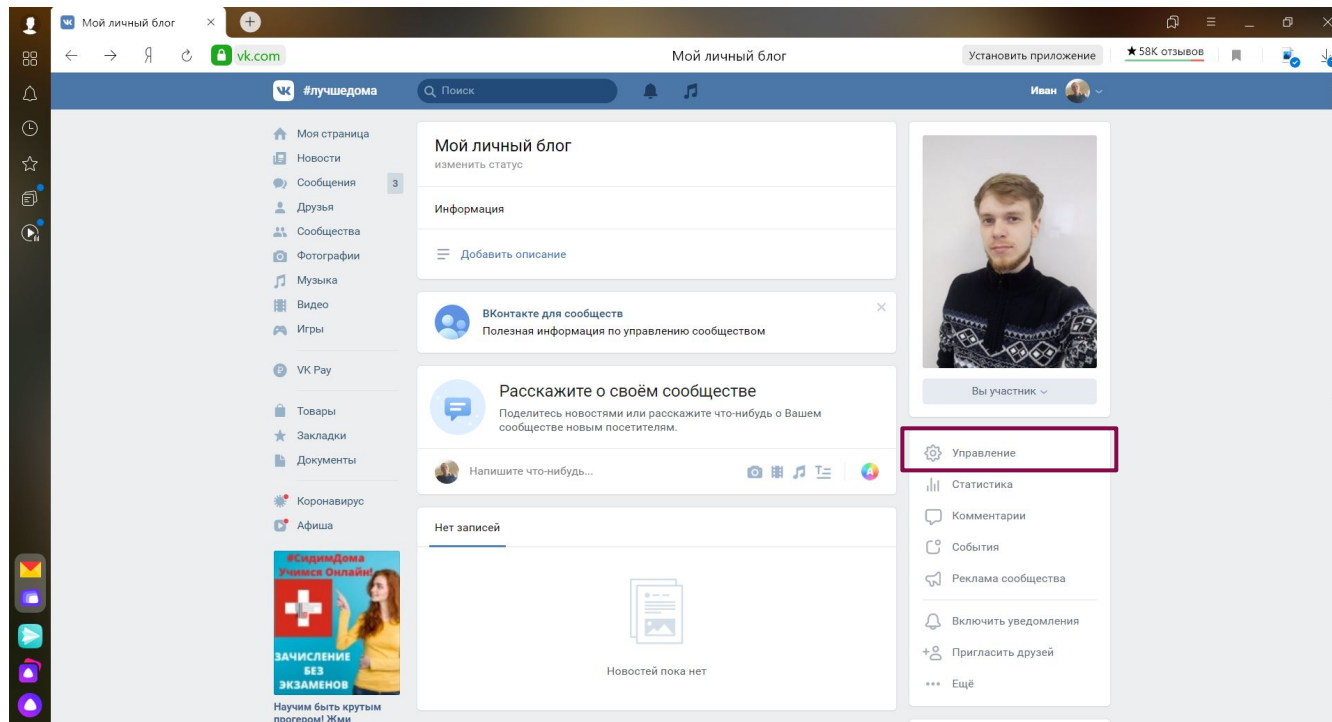 Мой личный блог
vk.com
Мой личный блог
Установить приложение
★ 58К отзывов
#лучшедома
Поиск
Иван
Моя страница
Новости
Сообщения 3
Друзья
Сообщества
Фотографии
Музыка
Видео
Игры
VK Pay
Товары
Закладки
Документы
Коронавирус
Афиша
#СидимДома
Учимся Онлайн!
ЗАЧИСЛЕНИЕ
БЕЗ
ЭКЗАМЕНОВ
Научим быть крутым
прогером! Жми
Мой личный блог
изменить статус
Информация
Добавить описание
ВКонтакте для сообществ
Полезная информация по управлению сообществом
Расскажите о своём сообществе
Поделитесь новостями или расскажите что-нибудь о Вашем
сообществе новым посетителям.
Напишите что-нибудь...
Нет записей
Новостей пока нет
Вы участник
Управление
Статистика
Комментарии
События
Реклама сообщества
Включить уведомления
Пригласить друзей
Ещё